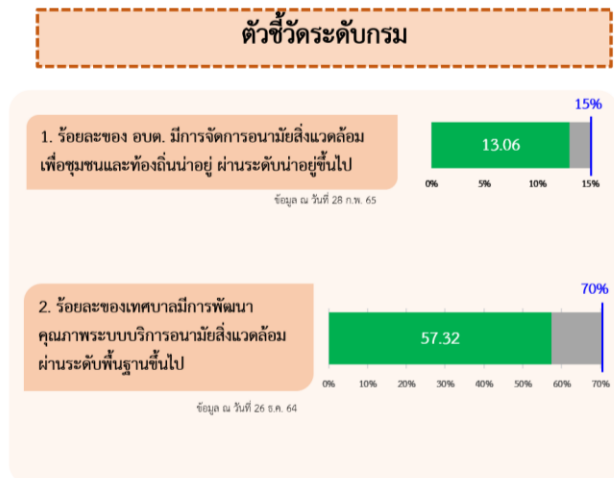 ตัวชี้วัดระดับกรม
15%
1. ร้อยละของ อบต. มีการจัดการอนามัยสิ่งแวดล้อม
เพื่อชุมชนและท้องถิ่นน่าอยู่ ผ่านระดับน่าอยู่ขึ้นไป
13.06
0% 5% 10% 15%
ข้อมูล ณ วันที่ 28 ก.พ. 65
70%
2. ร้อยละของเทศบาลมีการพัฒนา
คุณภาพระบบบริการอนามัยสิ่งแวดล้อม
ผ่านระดับพื้นฐานขึ้นไป
57.32
0% 10% 20% 30% 40% 50% 60% 70%
ข้อมูล ณ วันที่ 26 ธ.ค. 64